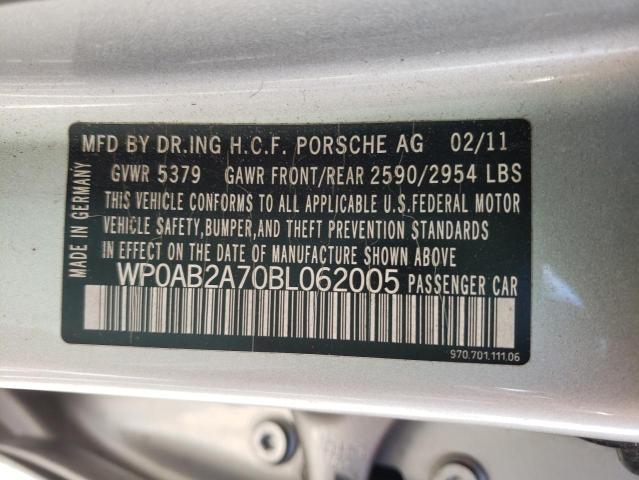 MFD BY DR.ING H.C.F. PORSCHE AG 02/11
GVWR 5379 GAWR FRONT/REAR 2590/2954 LBS
THIS VEHICLE CONFORMS TO ALL APPLICABLE U.S.FEDERAL MOTOR
VEHICLE SAFETY,BUMPER,AND THEFT PREVENTION STANDARDS
IN EFFECT ON THE DATE OF MANUFACTURE SHOWN ABOVE
WP0AB2A70BL062005 PASSENGER CAR
970.701.111.06
MADE IN GERMANY